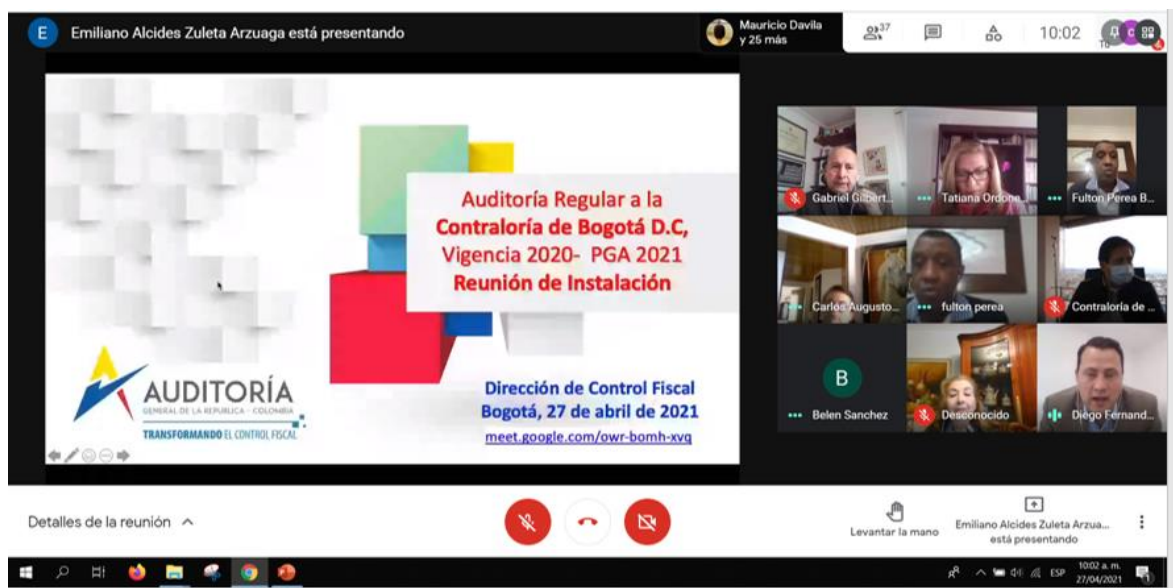 E Emiliano Alcides Zuleta Arzuaga está presentando
Mauricio Davila
y 25 más
37
10:02
C
4
Auditoría Regular a la
Contraloría de Bogotá D.C,
Vigencia 2020- PGA 2021
Reunión de Instalación
AUDITORÍA
GENERAL DE LA REPÚBLICA - COLOMBIA
TRANSFORMANDO EL CONTROL FISCAL
Dirección de Control Fiscal
Bogotá, 27 de abril de 2021
meet.google.com/owr-bomh-xvq
Gabriel Gilbert...
Tatiana Ordoñe...
Fulton Perea B...
Carlos Augusto...
fulton perea
Contraloría de ...
B
Belen Sanchez
Desconocido
Diego Fernand...
Detalles de la reunión
Levantar la mano
Emiliano Alcides Zuleta Arzua...
está presentando
ESP
10:02 a. m.
27/04/2021